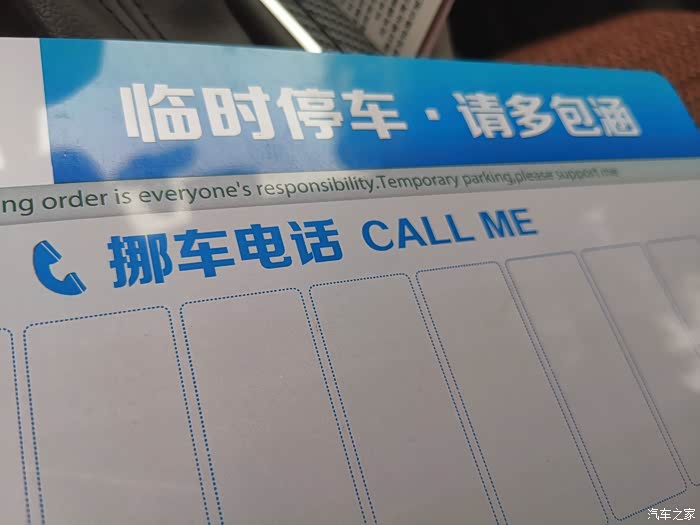 临时停车·请多包涵
ng order is everyone's responsibility.Temporary parking,please support me
挪车电话 CALL ME
汽车之家